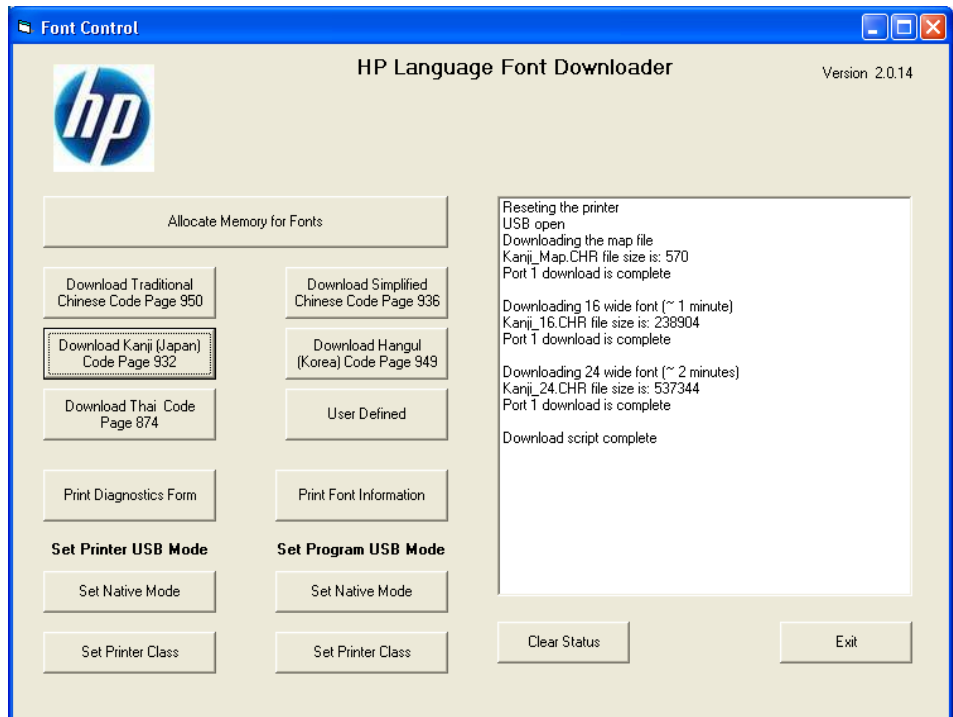 Font Control
HP Language Font Downloader
Version 2.0.14
hp
Allocate Memory for Fonts
Download Traditional
Chinese Code Page 950
Download Simplified
Chinese Code Page 936
Download Kanji (Japan)
Code Page 932
Download Hangul
(Korea) Code Page 949
Download Thai Code
Page 874
User Defined
Print Diagnostics Form
Print Font Information
Set Printer USB Mode
Set Program USB Mode
Set Native Mode
Set Native Mode
Set Printer Class
Set Printer Class
Reseting the printer
USB open
Downloading the map file
Kanji_Map.CHR file size is: 570
Port 1 download is complete
Downloading 16 wide font (~ 1 minute)
Kanji_16.CHR file size is: 238904
Port 1 download is complete
Downloading 24 wide font (~ 2 minutes)
Kanji_24.CHR file size is: 537344
Port 1 download is complete
Download script complete
Clear Status
Exit